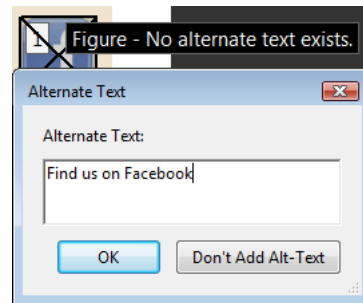 1
Figure - No alternate text exists.
Alternate Text
Alternate Text:
Find us on Facebook
OK
Don't Add Alt-Text